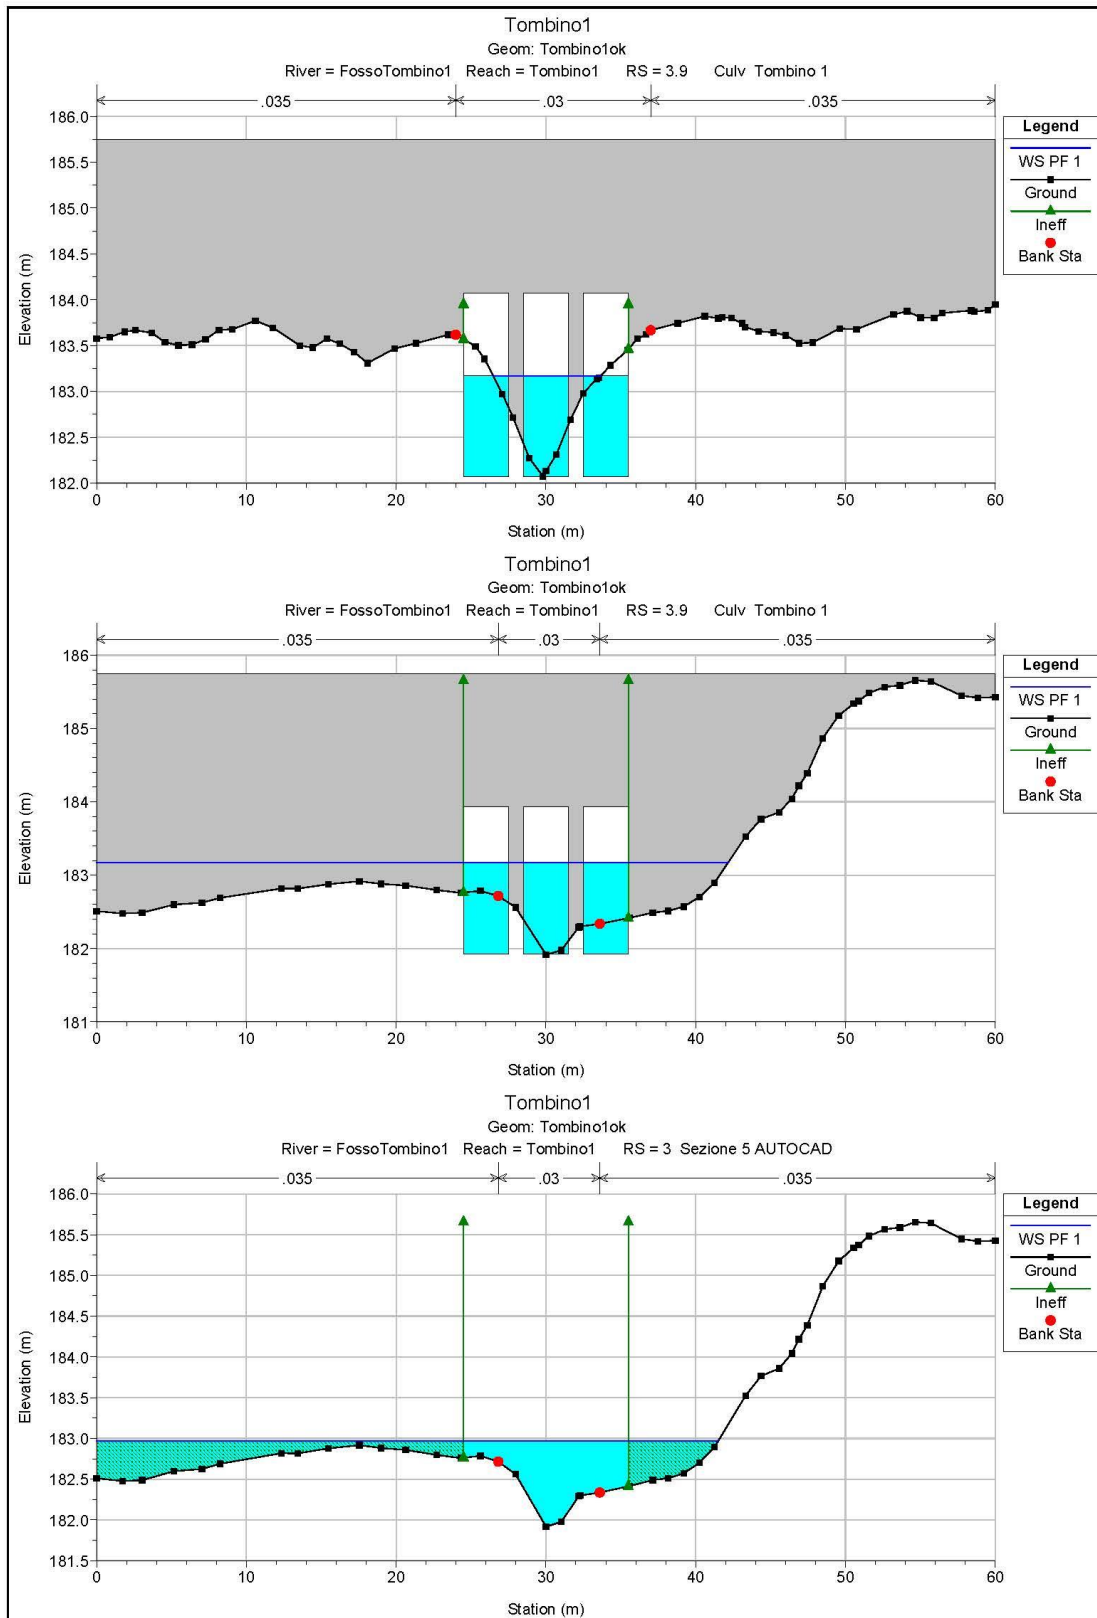 Tombino1
Geom: Tombino1ok
River = FossoTombino1 Reach = Tombino1 RS = 3.9 Culv Tombino 1
.035 .03 .035
186.0
185.5
185.0
184.5
184.0
183.5
183.0
182.5
182.0
0 10 20 30 40 50 60
Elevation (m)
Station (m)
Legend
WS PF 1
Ground
Ineff
Bank Sta
Tombino1
Geom: Tombino1ok
River = FossoTombino1 Reach = Tombino1 RS = 3.9 Culv Tombino 1
.035 .03 .035
186
185
184
183
182
181
0 10 20 30 40 50 60
Elevation (m)
Station (m)
Legend
WS PF 1
Ground
Ineff
Bank Sta
Tombino1
Geom: Tombino1ok
River = FossoTombino1 Reach = Tombino1 RS = 3 Sezione 5 AUTOCAD
.035 .03 .035
186.0
185.5
185.0
184.5
184.0
183.5
183.0
182.5
182.0
181.5
0 10 20 30 40 50 60
Elevation (m)
Station (m)
Legend
WS PF 1
Ground
Ineff
Bank Sta